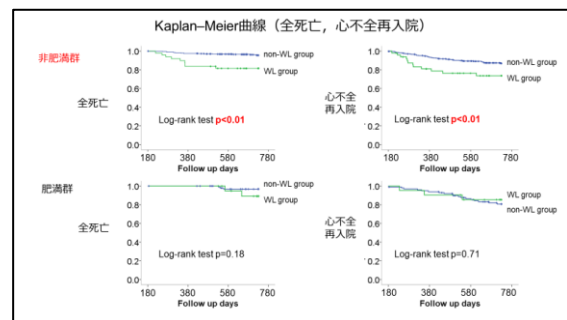 Kaplan–Meier曲線（全死亡，心不全再入院）
非肥満群
全死亡
1.0
0.8
0.6
0.4
0.2
0.0
non-WL group
WL group
Log-rank test p<0.01
180 380 580 780
Follow up days
心不全
再入院
1.0
0.8
0.6
0.4
0.2
0.0
non-WL group
WL group
Log-rank test p<0.01
180 380 580 780
Follow up days
肥満群
全死亡
1.0
0.8
0.6
0.4
0.2
0.0
non-WL group
WL group
Log-rank test p=0.18
180 380 580 780
Follow up days
心不全
再入院
1.0
0.8
0.6
0.4
0.2
0.0
WL group
non-WL group
Log-rank test p=0.71
180 380 580 780
Follow up days